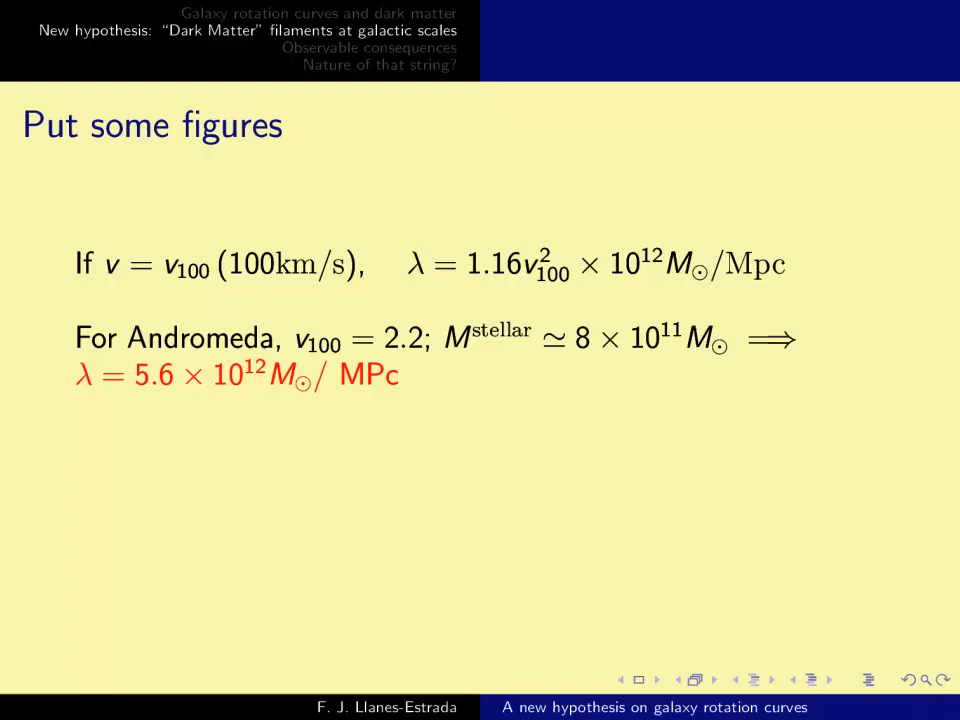 Galaxy rotation curves and dark matter
New hypothesis: “Dark Matter” filaments at galactic scales
Observable consequences
Nature of that string?
Put some figures
If v = v₁₀₀ (100km/s), λ = 1.16v²₁₀₀ × 10¹²M⊙/Mpc
For Andromeda, v₁₀₀ = 2.2; Mˢᵗᵉˡˡᵃʳ ≃ 8 × 10¹¹M⊙ ⟹
λ = 5.6 × 10¹²M⊙/ MPc
F. J. Llanes-Estrada
A new hypothesis on galaxy rotation curves